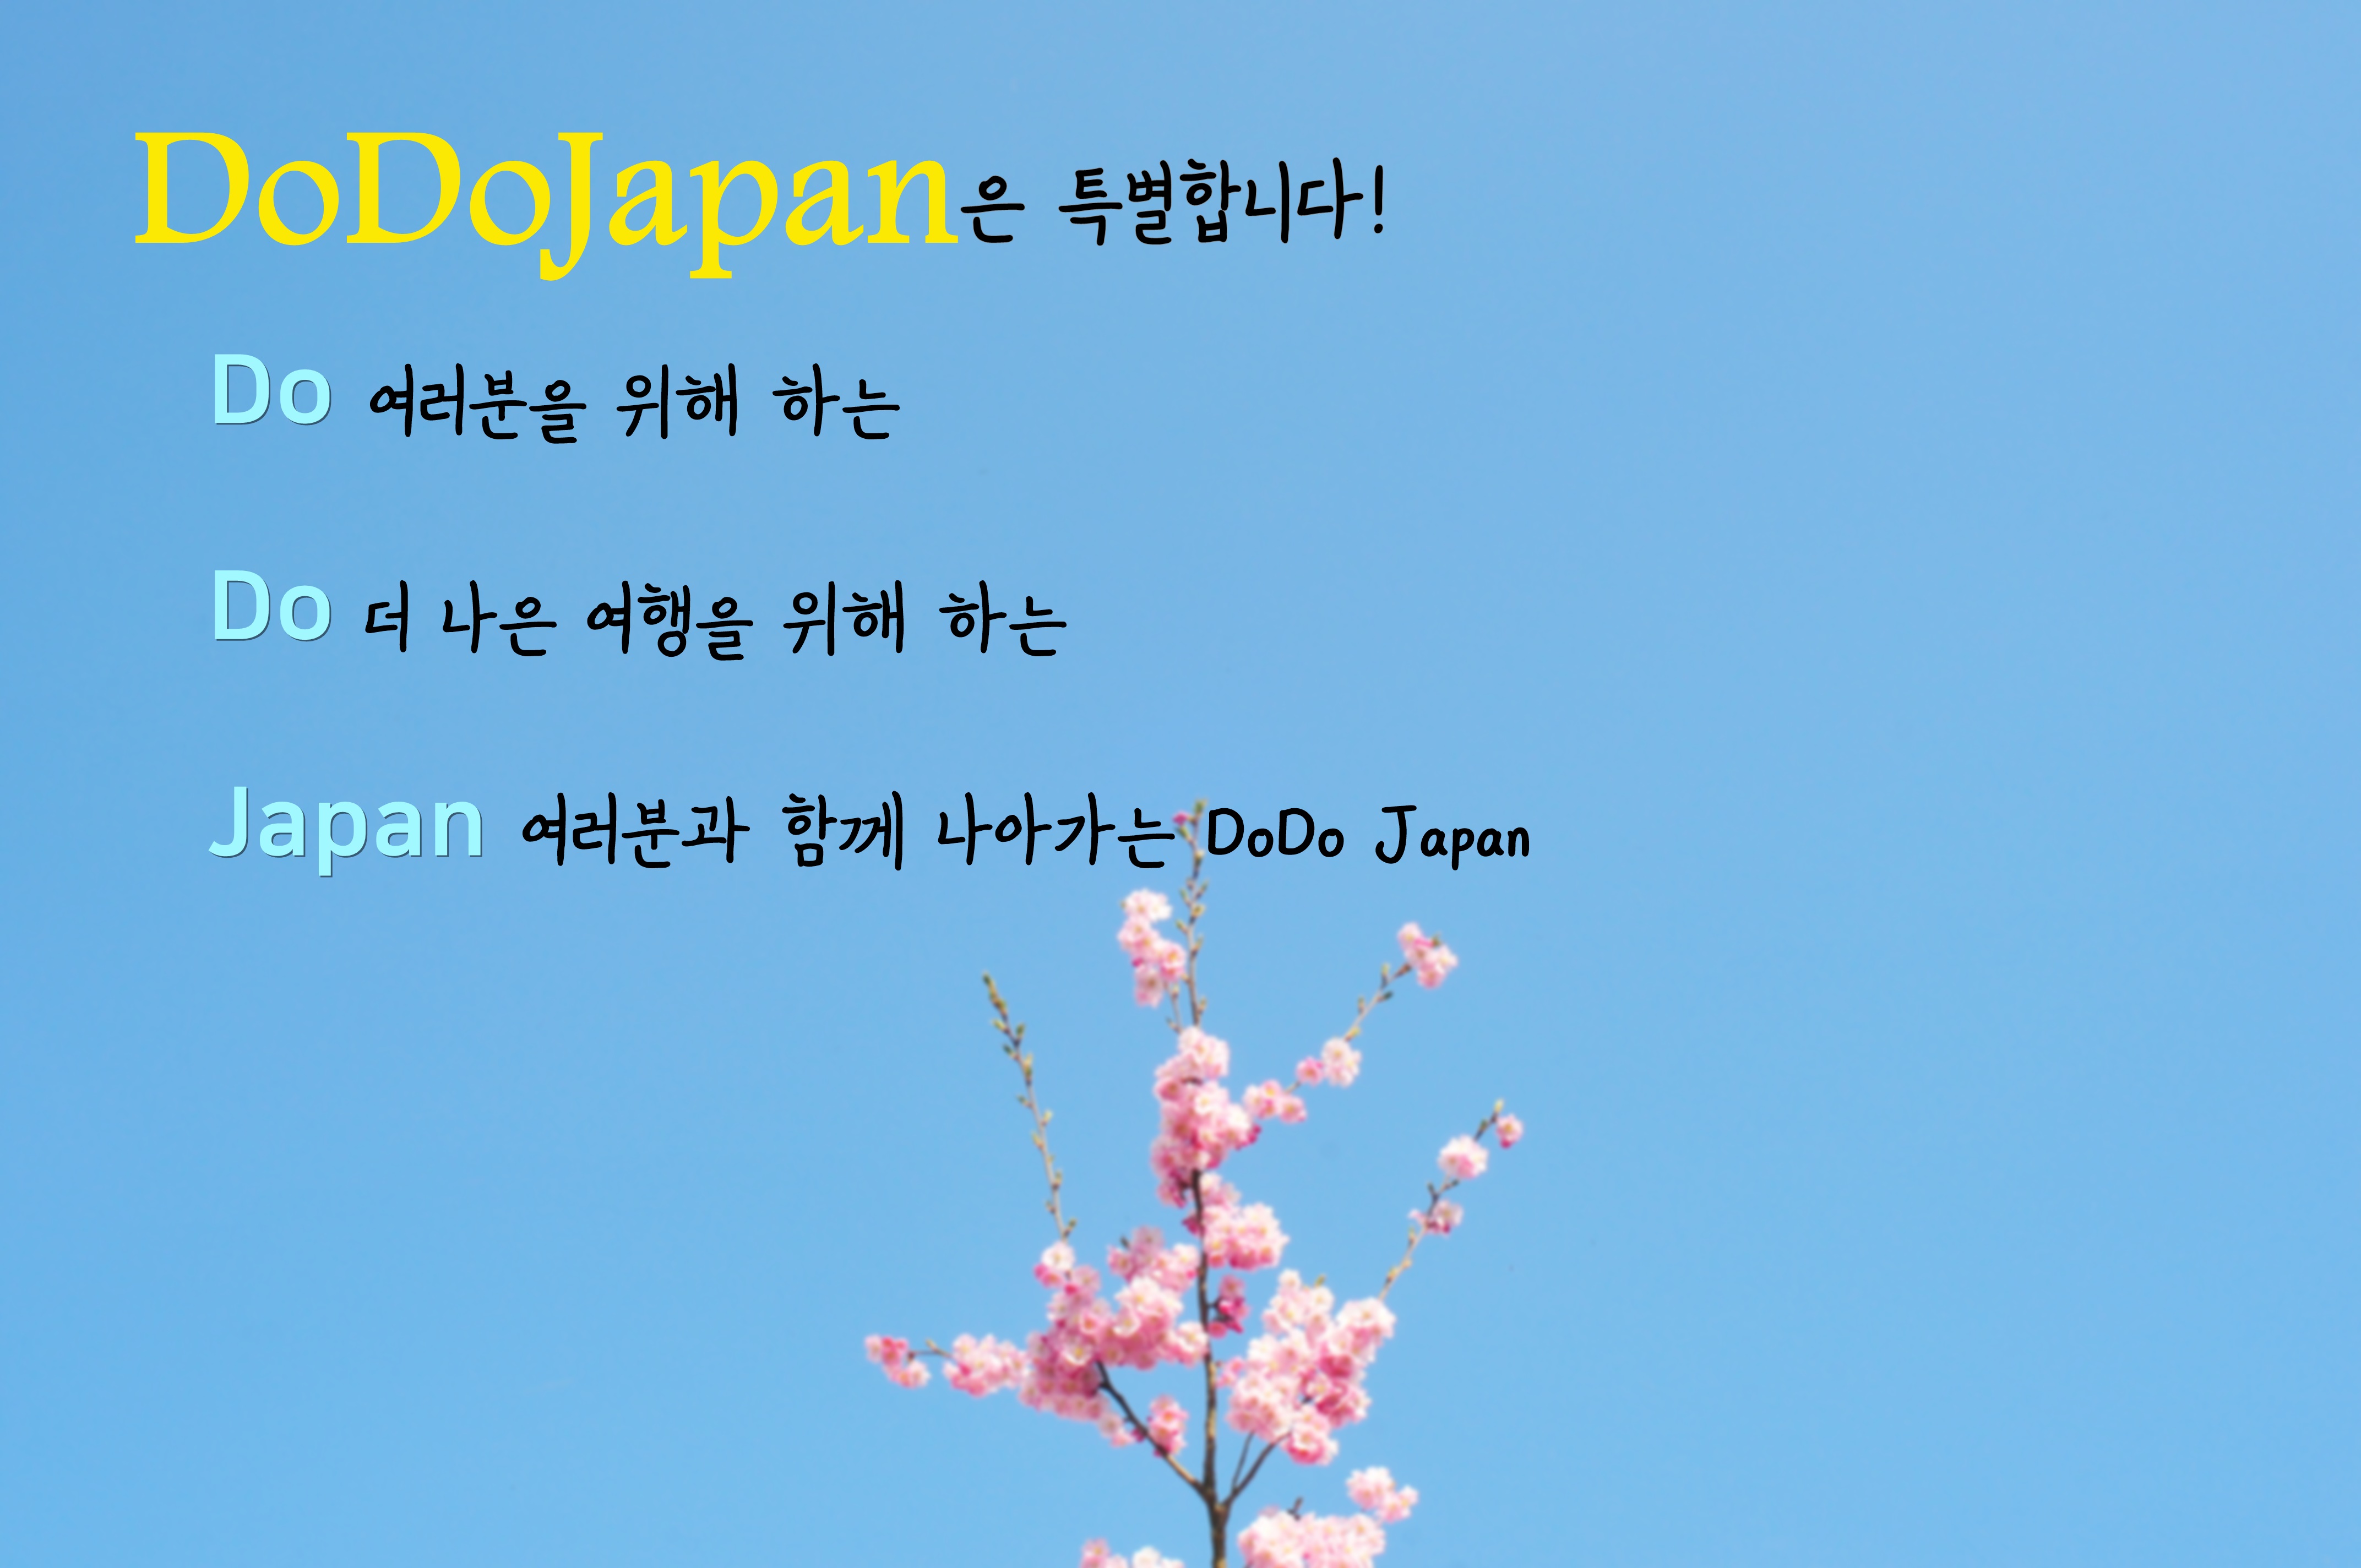 DoDoJapan은 특별합니다!
Do 여러분을 위해 하는
Do 더 나은 여행을 위해 하는
Japan 여러분과 함께 나아가는 DoDo Japan